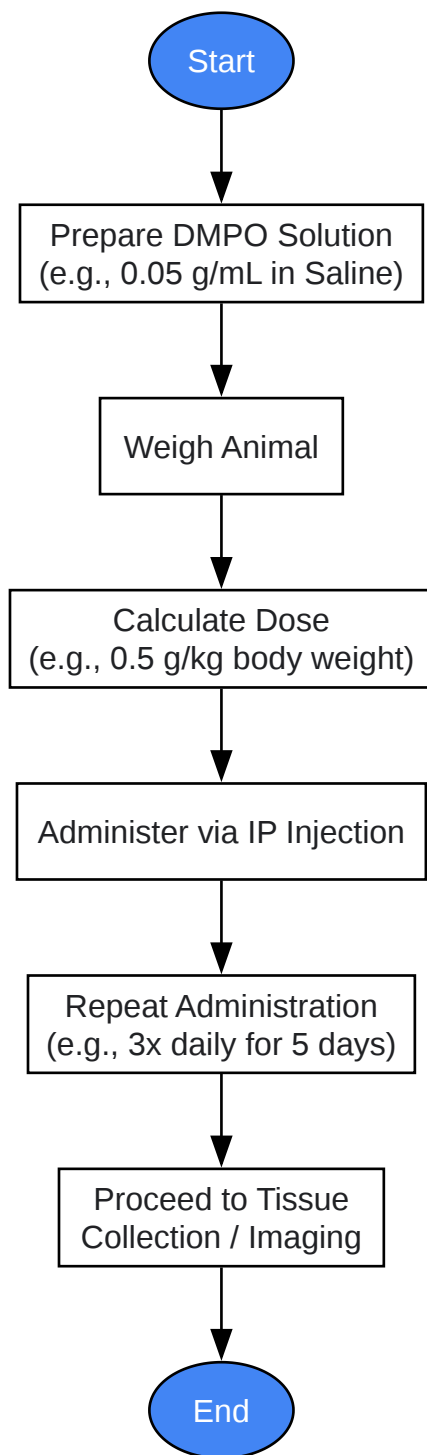 Start
Prepare DMPO Solution
(e.g., 0.05 g/mL in Saline)
Weigh Animal
Calculate Dose
(e.g., 0.5 g/kg body weight)
Administer via IP Injection
Repeat Administration
(e.g., 3x daily for 5 days)
Proceed to Tissue
Collection / Imaging
End